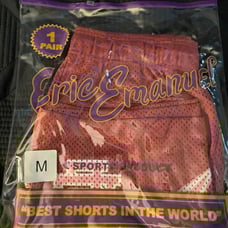 1
PAIR
Eric Emanuel
M
SPORT
"BEST SHORTS IN THE WORLD"